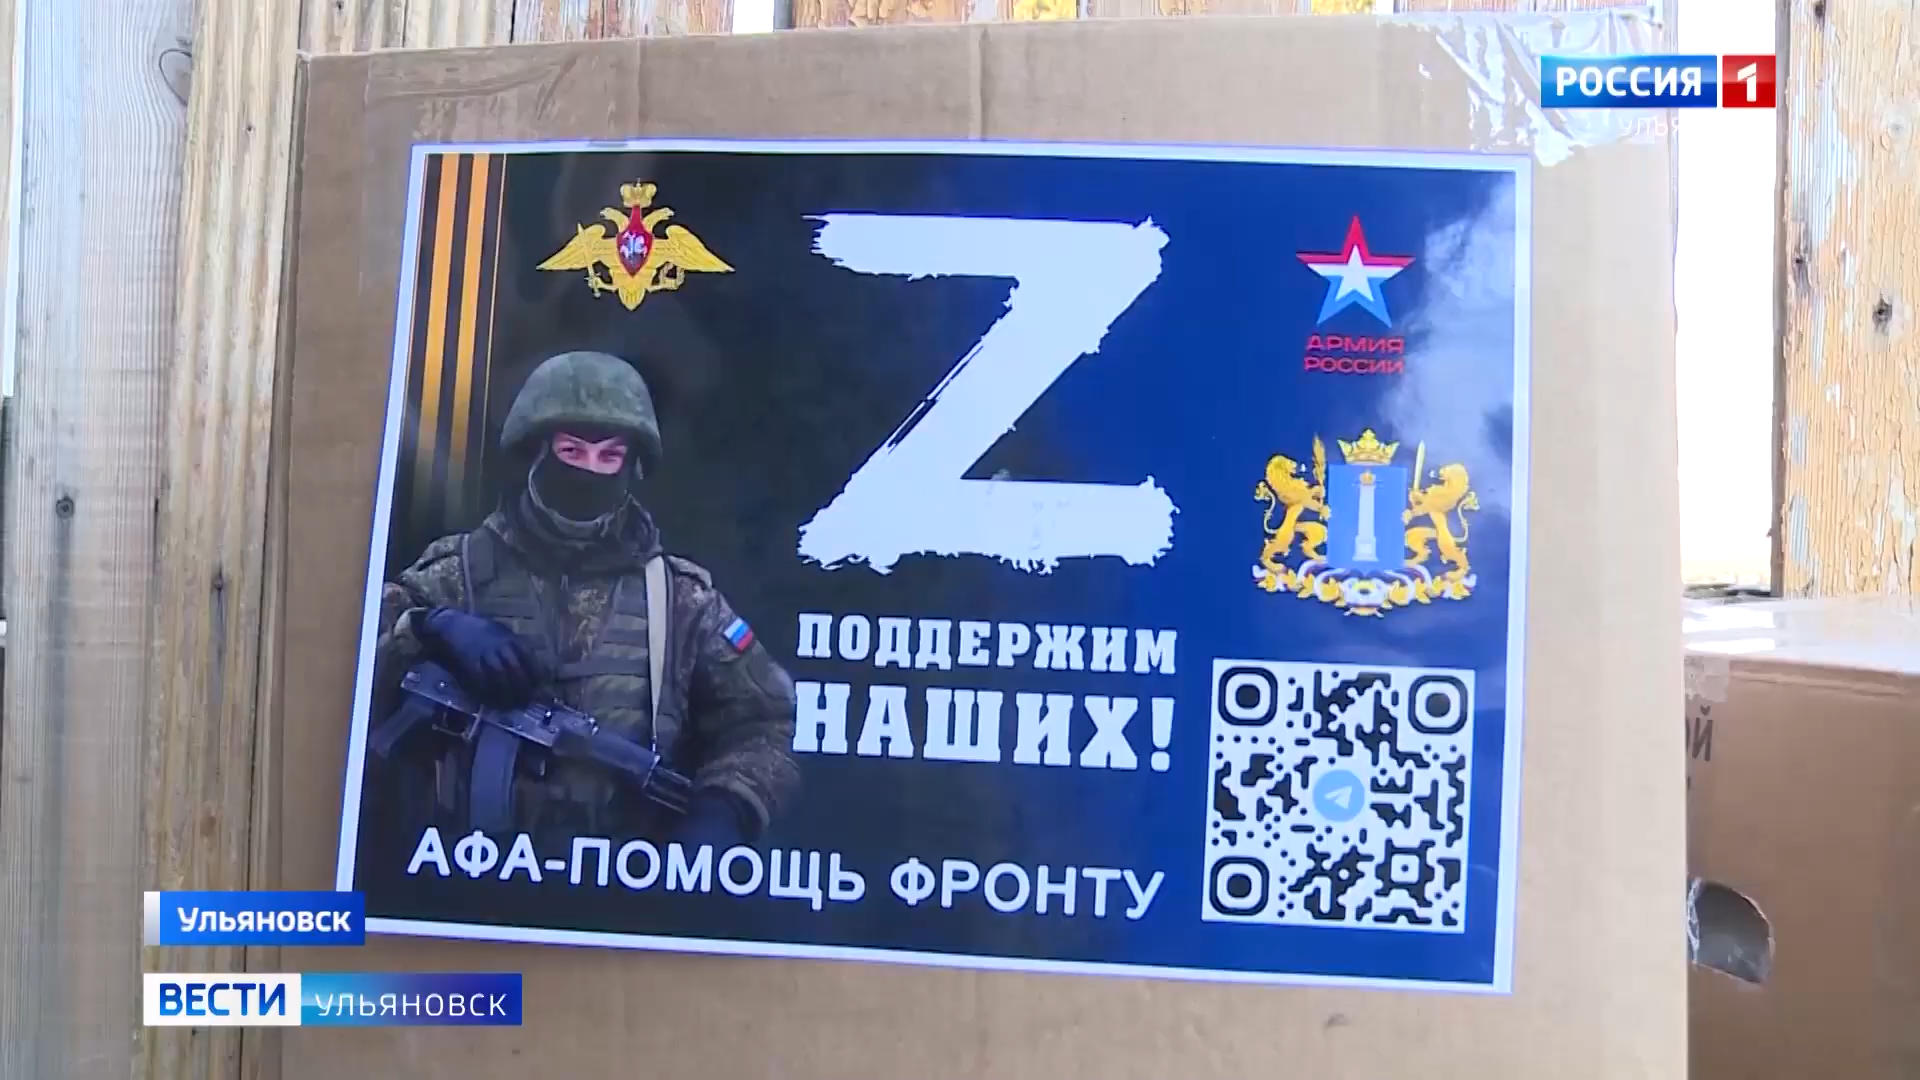 РОССИЯ 1
Z
АРМИЯ
РОССИИ
ПОДДЕРЖИМ
НАШИХ!
АФА-ПОМОЩЬ ФРОНТУ
Ульяновск
ВЕСТИ УЛЬЯНОВСК